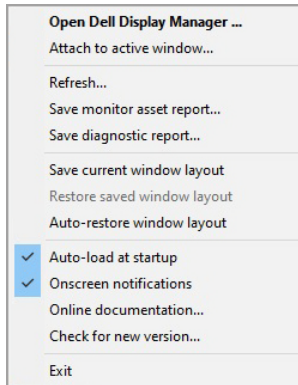 Open Dell Display Manager ...
Attach to active window...
Refresh...
Save monitor asset report...
Save diagnostic report...
Save current window layout
Restore saved window layout
Auto-restore window layout
Auto-load at startup
Onscreen notifications
Online documentation...
Check for new version...
Exit